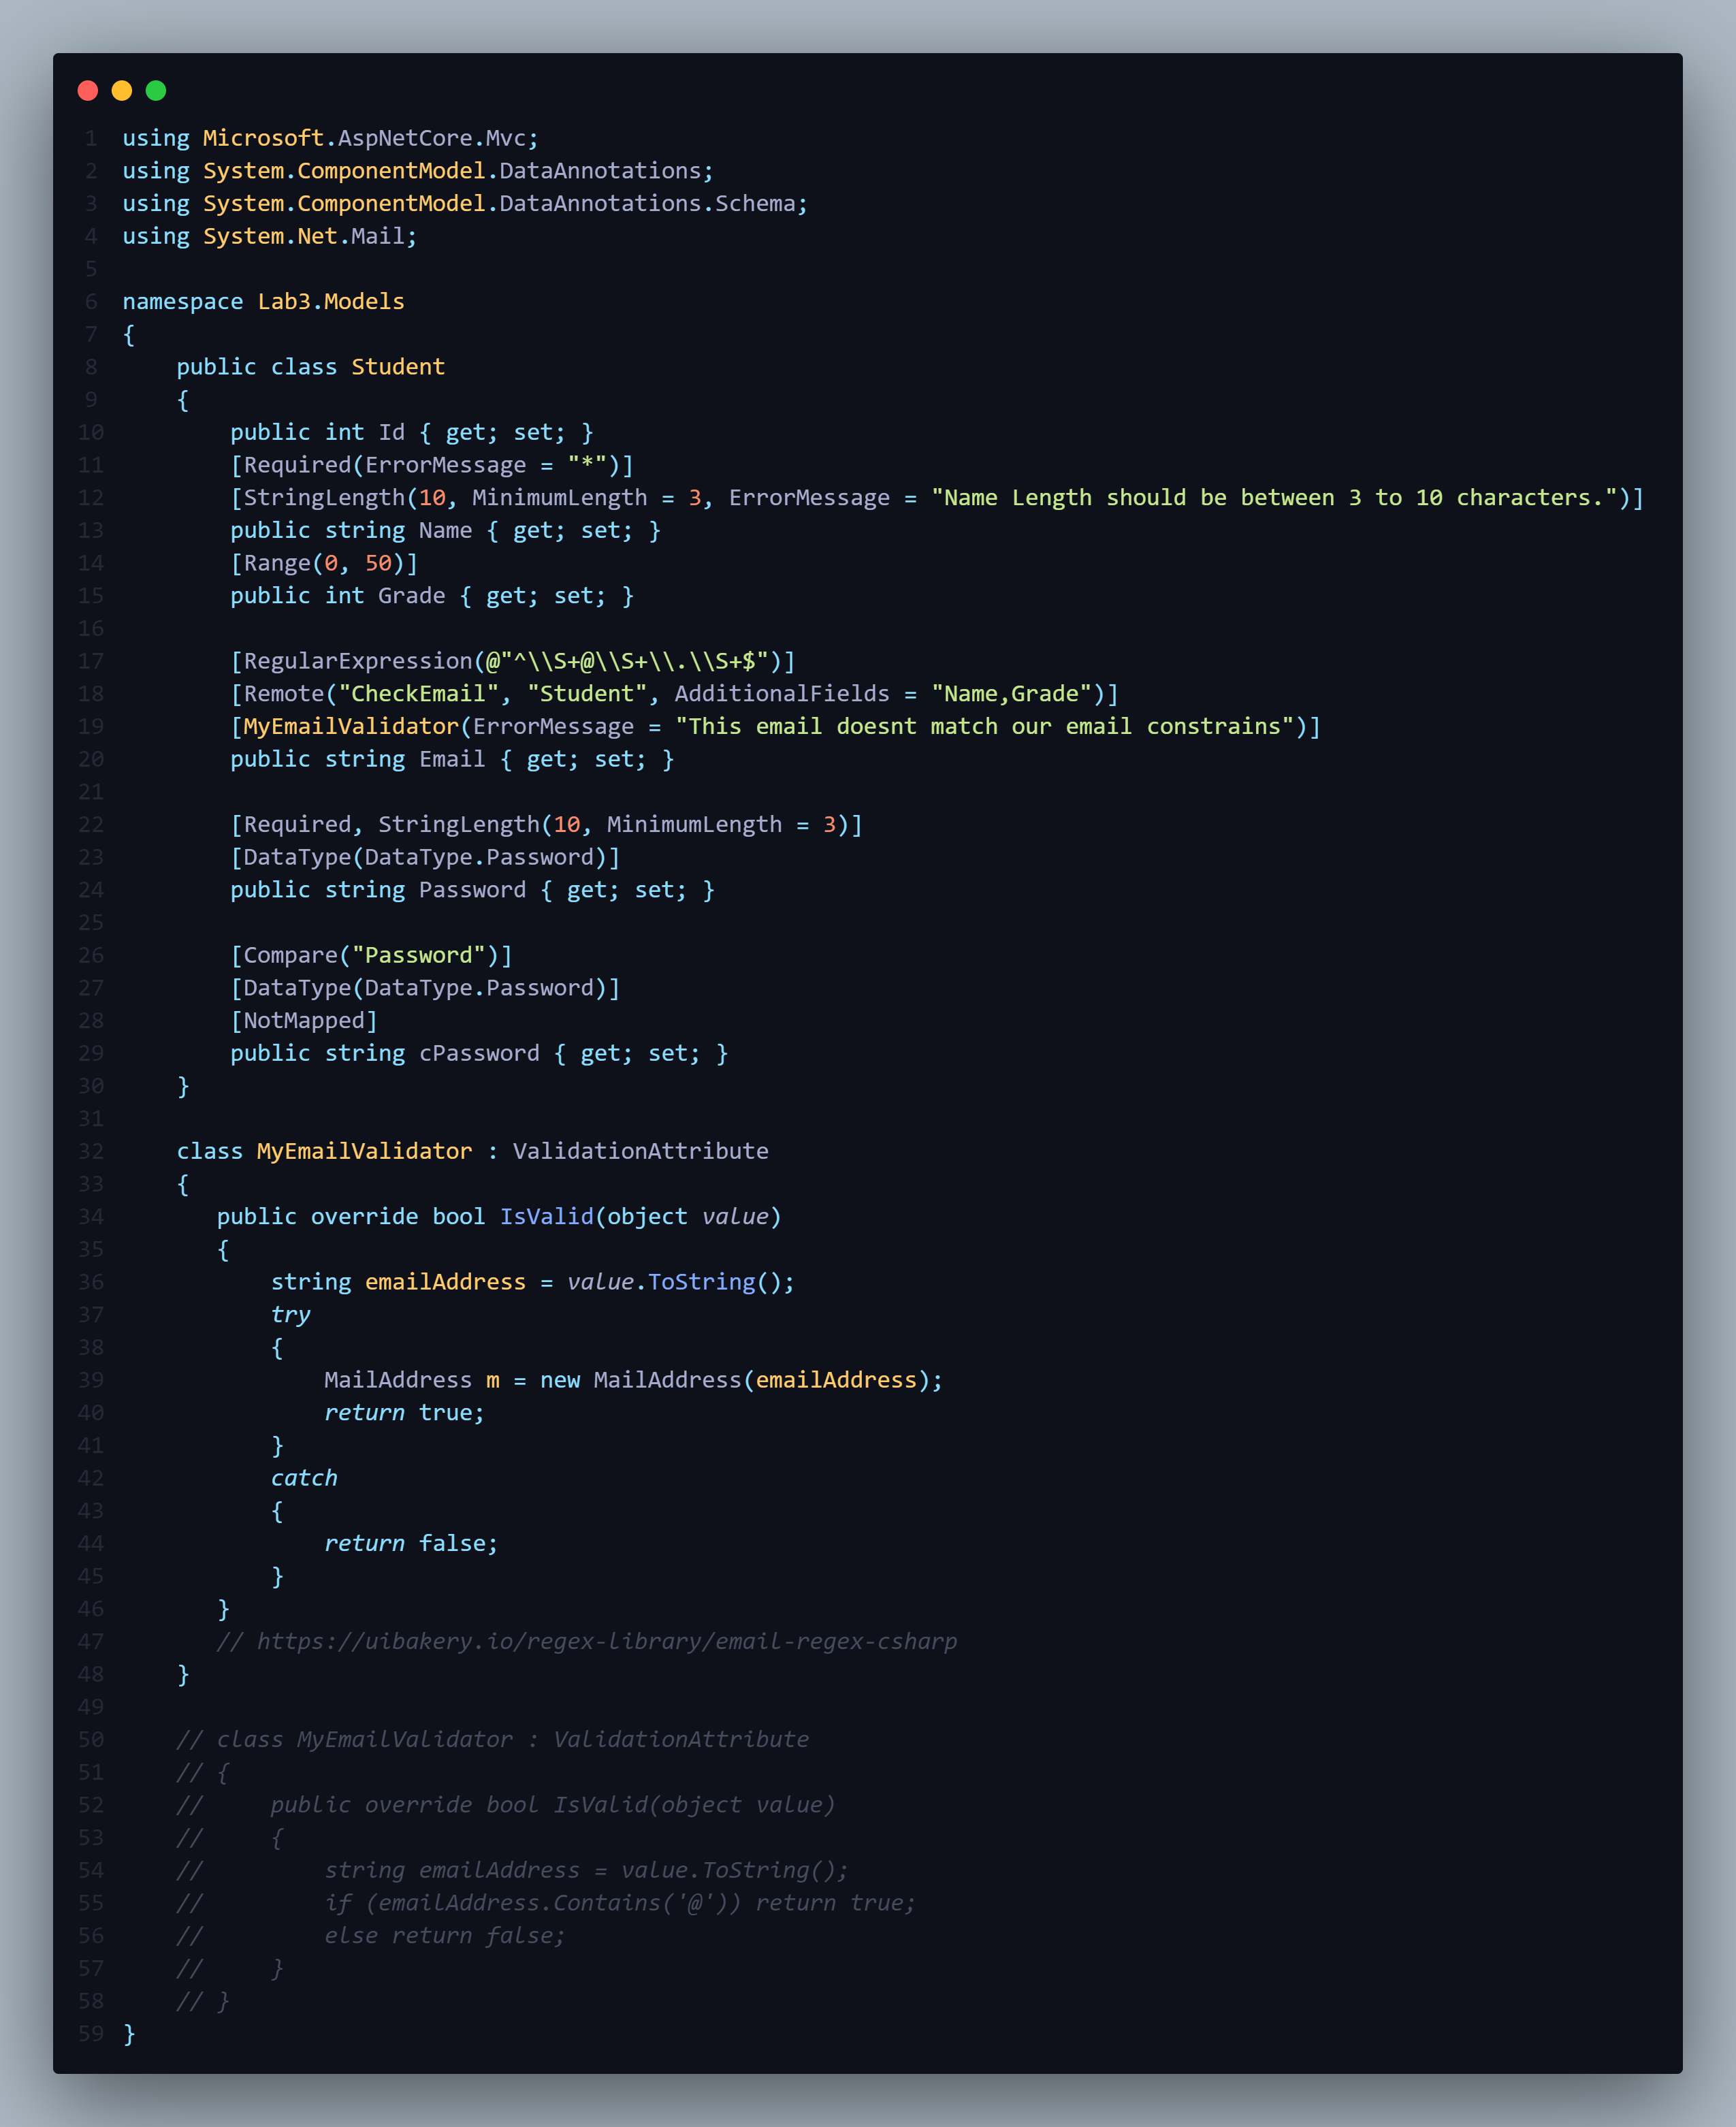 1 using Microsoft.AspNetCore.Mvc;
2 using System.ComponentModel.DataAnnotations;
3 using System.ComponentModel.DataAnnotations.Schema;
4 using System.Net.Mail;
5
6 namespace Lab3.Models
7 {
8     public class Student
9     {
10         public int Id { get; set; }
11         [Required(ErrorMessage = "*")]
12         [StringLength(10, MinimumLength = 3, ErrorMessage = "Name Length should be between 3 to 10 characters.")]
13         public string Name { get; set; }
14         [Range(0, 50)]
15         public int Grade { get; set; }
16
17         [RegularExpression(@"^\\S+@\\S+\\.\\S+$")]
18         [Remote("CheckEmail", "Student", AdditionalFields = "Name,Grade")]
19         [MyEmailValidator(ErrorMessage = "This email doesnt match our email constrains")]
20         public string Email { get; set; }
21
22         [Required, StringLength(10, MinimumLength = 3)]
23         [DataType(DataType.Password)]
24         public string Password { get; set; }
25
26         [Compare("Password")]
27         [DataType(DataType.Password)]
28         [NotMapped]
29         public string cPassword { get; set; }
30     }
31
32     class MyEmailValidator : ValidationAttribute
33     {
34        public override bool IsValid(object value)
35        {
36            string emailAddress = value.ToString();
37            try
38            {
39                MailAddress m = new MailAddress(emailAddress);
40                return true;
41            }
42            catch
43            {
44                return false;
45            }
46        }
47        // https://uibakery.io/regex-library/email-regex-csharp
48     }
49
50     // class MyEmailValidator : ValidationAttribute
51     // {
52     //     public override bool IsValid(object value)
53     //     {
54     //         string emailAddress = value.ToString();
55     //         if (emailAddress.Contains('@')) return true;
56     //         else return false;
57     //     }
58     // }
59 }